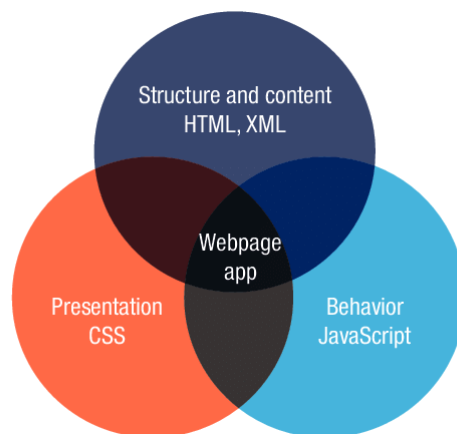 Structure and content
HTML, XML
Webpage
app
Presentation
CSS
Behavior
JavaScript